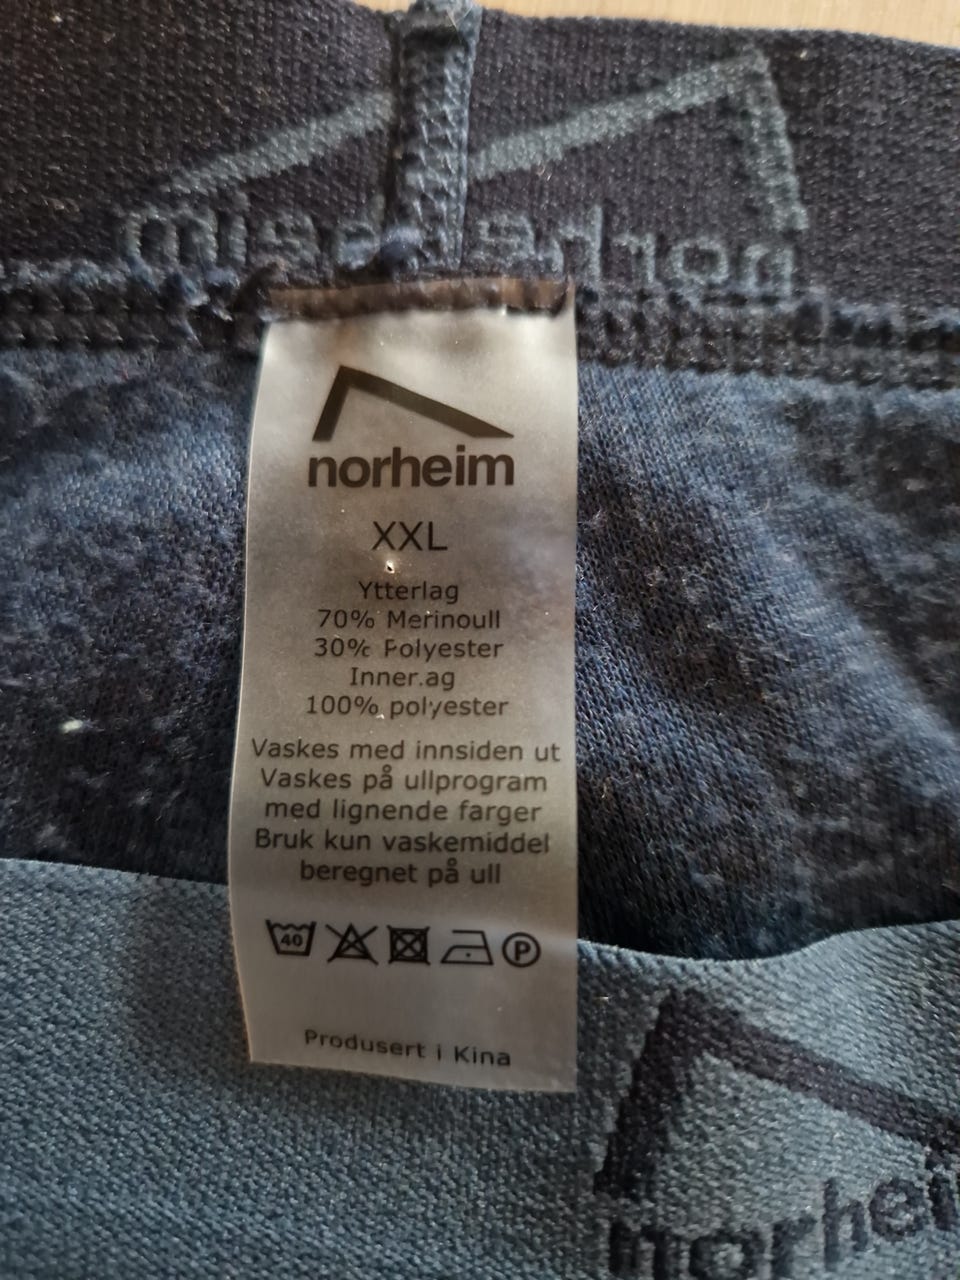 norheim
XXL
Ytterlag
70% Merinoull
30% Polyester
Inner.ag
100% polyester
Vaskes med innsiden ut
Vaskes på ullprogram
med lignende farger
Bruk kun vaskemiddel
beregnet på ull
40
P
Produsert i Kina
norhei